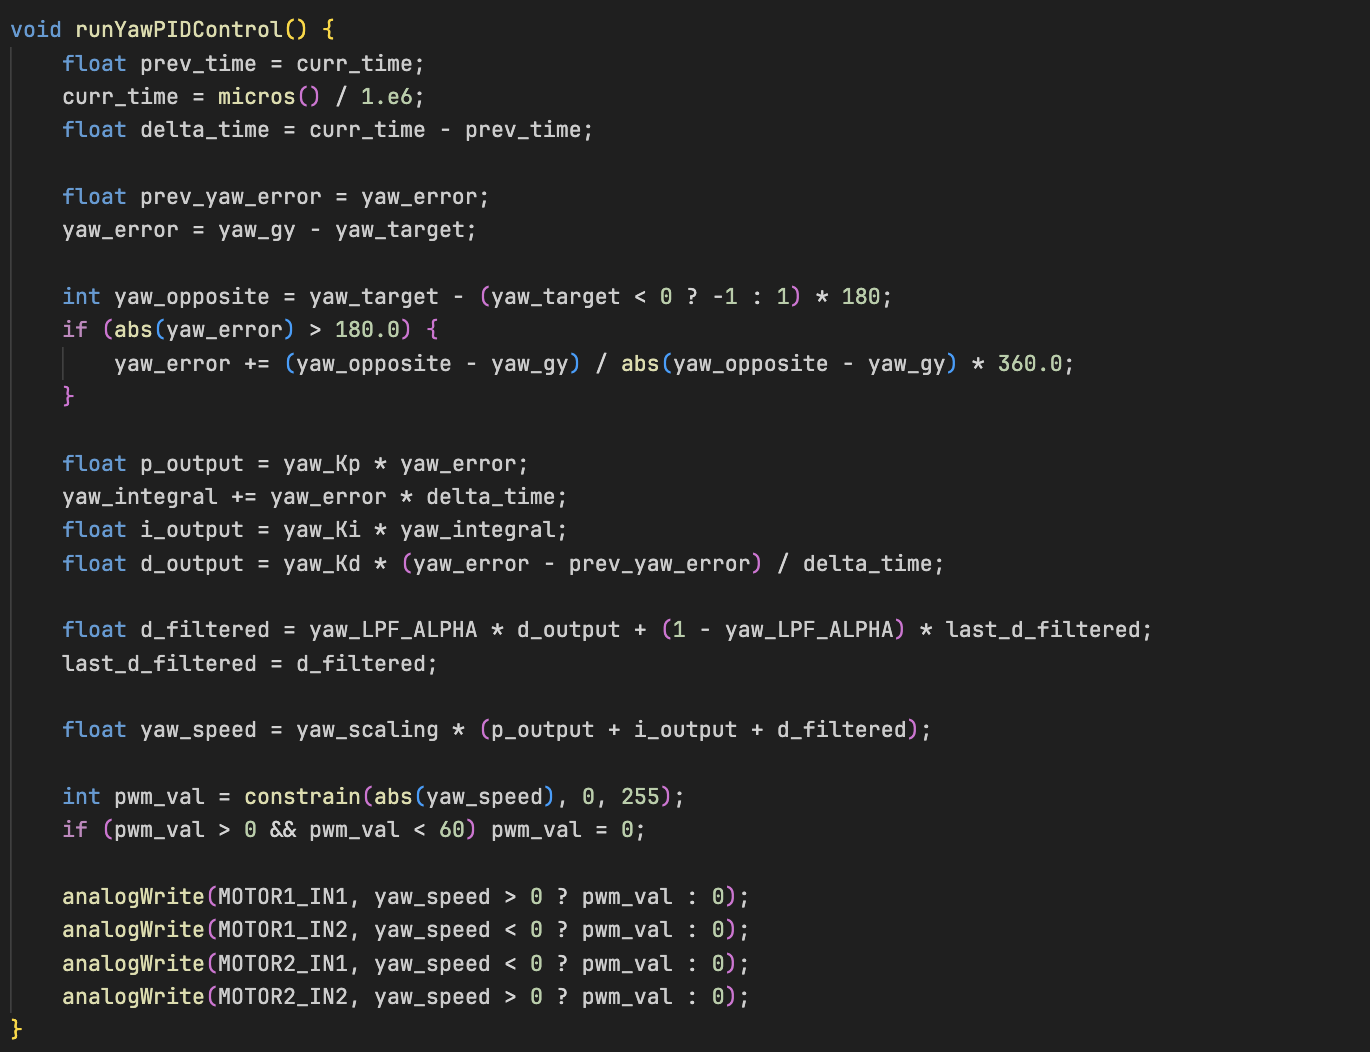 void runYawPIDControl() {
    float prev_time = curr_time;
    curr_time = micros() / 1.e6;
    float delta_time = curr_time - prev_time;

    float prev_yaw_error = yaw_error;
    yaw_error = yaw_gy - yaw_target;

    int yaw_opposite = yaw_target - (yaw_target < 0 ? -1 : 1) * 180;
    if (abs(yaw_error) > 180.0) {
        yaw_error += (yaw_opposite - yaw_gy) / abs(yaw_opposite - yaw_gy) * 360.0;
    }

    float p_output = yaw_Kp * yaw_error;
    yaw_integral += yaw_error * delta_time;
    float i_output = yaw_Ki * yaw_integral;
    float d_output = yaw_Kd * (yaw_error - prev_yaw_error) / delta_time;

    float d_filtered = yaw_LPF_ALPHA * d_output + (1 - yaw_LPF_ALPHA) * last_d_filtered;
    last_d_filtered = d_filtered;

    float yaw_speed = yaw_scaling * (p_output + i_output + d_filtered);

    int pwm_val = constrain(abs(yaw_speed), 0, 255);
    if (pwm_val > 0 && pwm_val < 60) pwm_val = 0;

    analogWrite(MOTOR1_IN1, yaw_speed > 0 ? pwm_val : 0);
    analogWrite(MOTOR1_IN2, yaw_speed < 0 ? pwm_val : 0);
    analogWrite(MOTOR2_IN1, yaw_speed < 0 ? pwm_val : 0);
    analogWrite(MOTOR2_IN2, yaw_speed > 0 ? pwm_val : 0);
}